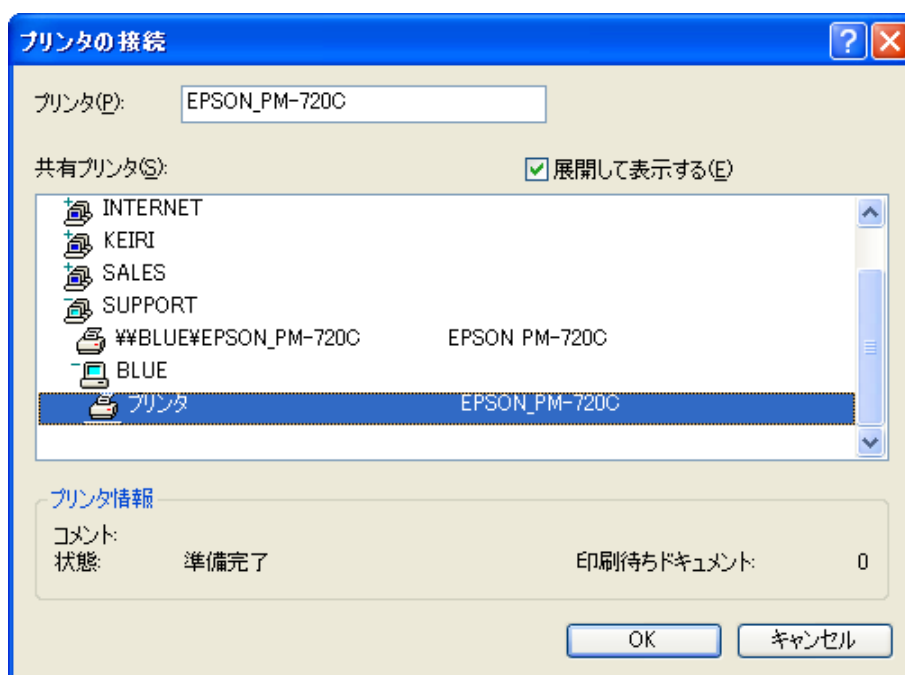 プリンタの接続
プリンタ(P): EPSON_PM-720C
共有プリンタ(S): 展開して表示する(E)
INTERNET
KEIRI
SALES
SUPPORT
¥¥BLUE¥EPSON_PM-720C EPSON PM-720C
BLUE
プリンタ EPSON_PM-720C
プリンタ情報
コメント:
状態: 準備完了 印刷待ちドキュメント: 0
OK キャンセル